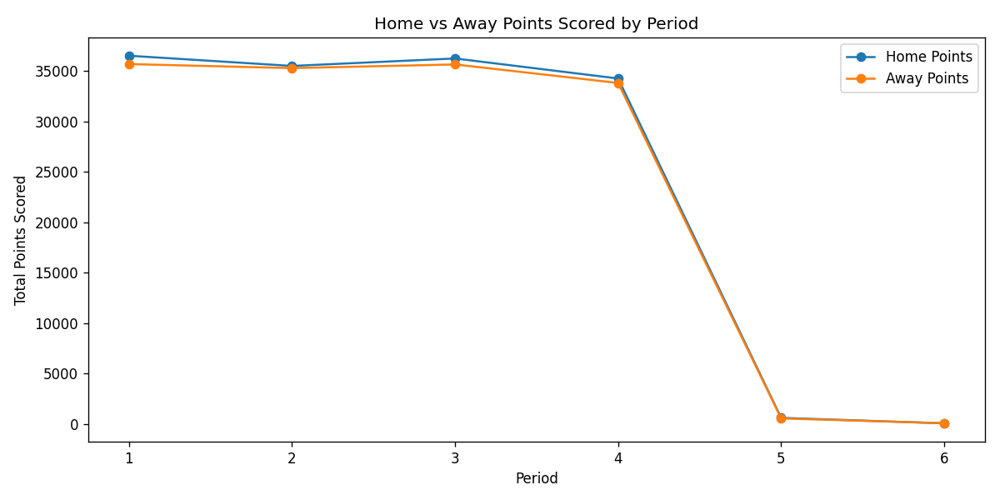 Home vs Away Points Scored by Period
Home Points
Away Points
Total Points Scored
35000
30000
25000
20000
15000
10000
5000
0
1 2 3 4 5 6
Period